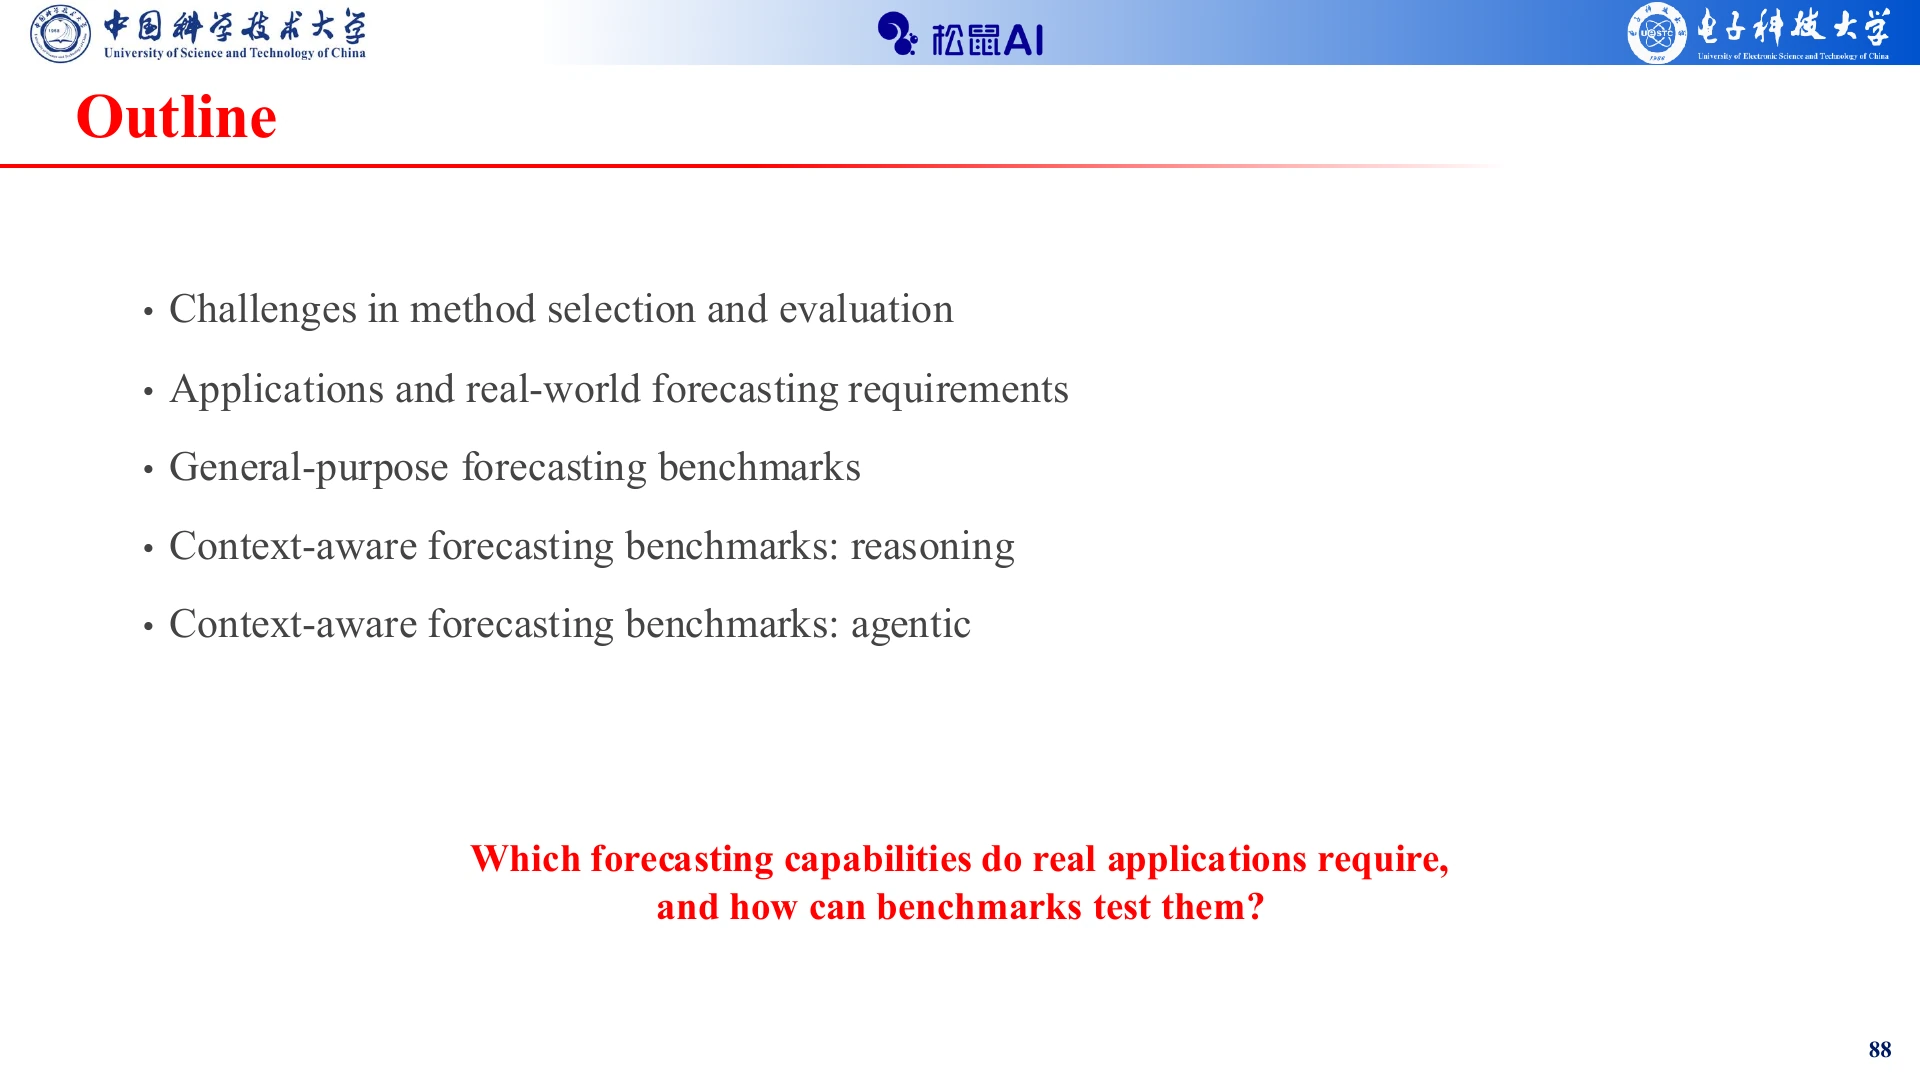 中国科学技术大学
University of Science and Technology of China
松鼠AI
电子科技大学
University of Electronic Science and Technology of China
Outline
• Challenges in method selection and evaluation
• Applications and real-world forecasting requirements
• General-purpose forecasting benchmarks
• Context-aware forecasting benchmarks: reasoning
• Context-aware forecasting benchmarks: agentic
Which forecasting capabilities do real applications require,
and how can benchmarks test them?
88